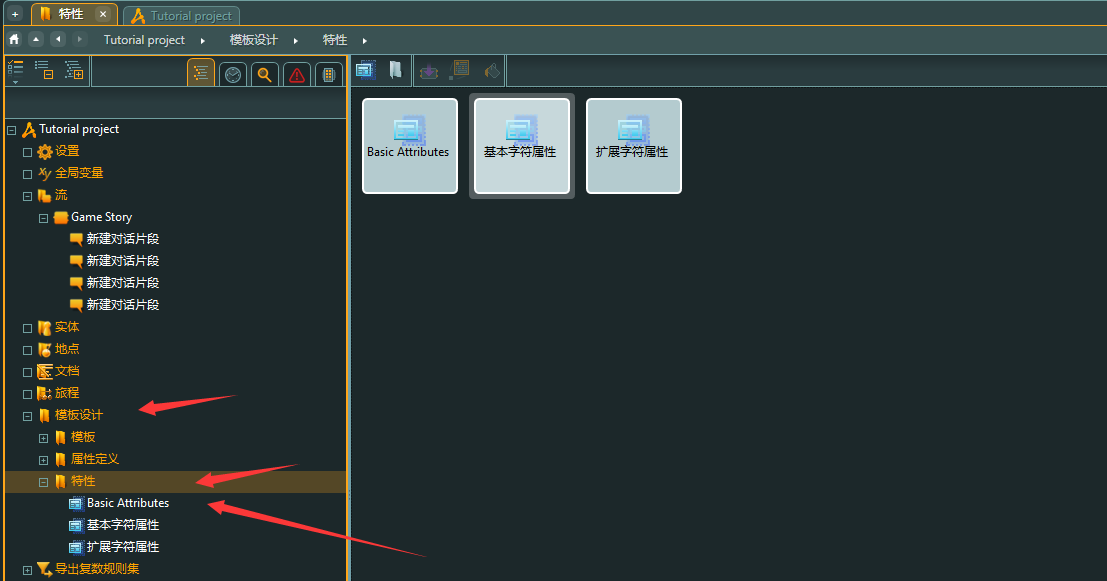 特性
Tutorial project
Tutorial project 模板设计 特性
Tutorial project
设置
xy 全局变量
流
Game Story
新建对话片段
新建对话片段
新建对话片段
新建对话片段
实体
地点
文档
旅程
模板设计
模板
属性定义
特性
Basic Attributes
基本字符属性
扩展字符属性
导出复数规则集
Basic Attributes
基本字符属性
扩展字符属性